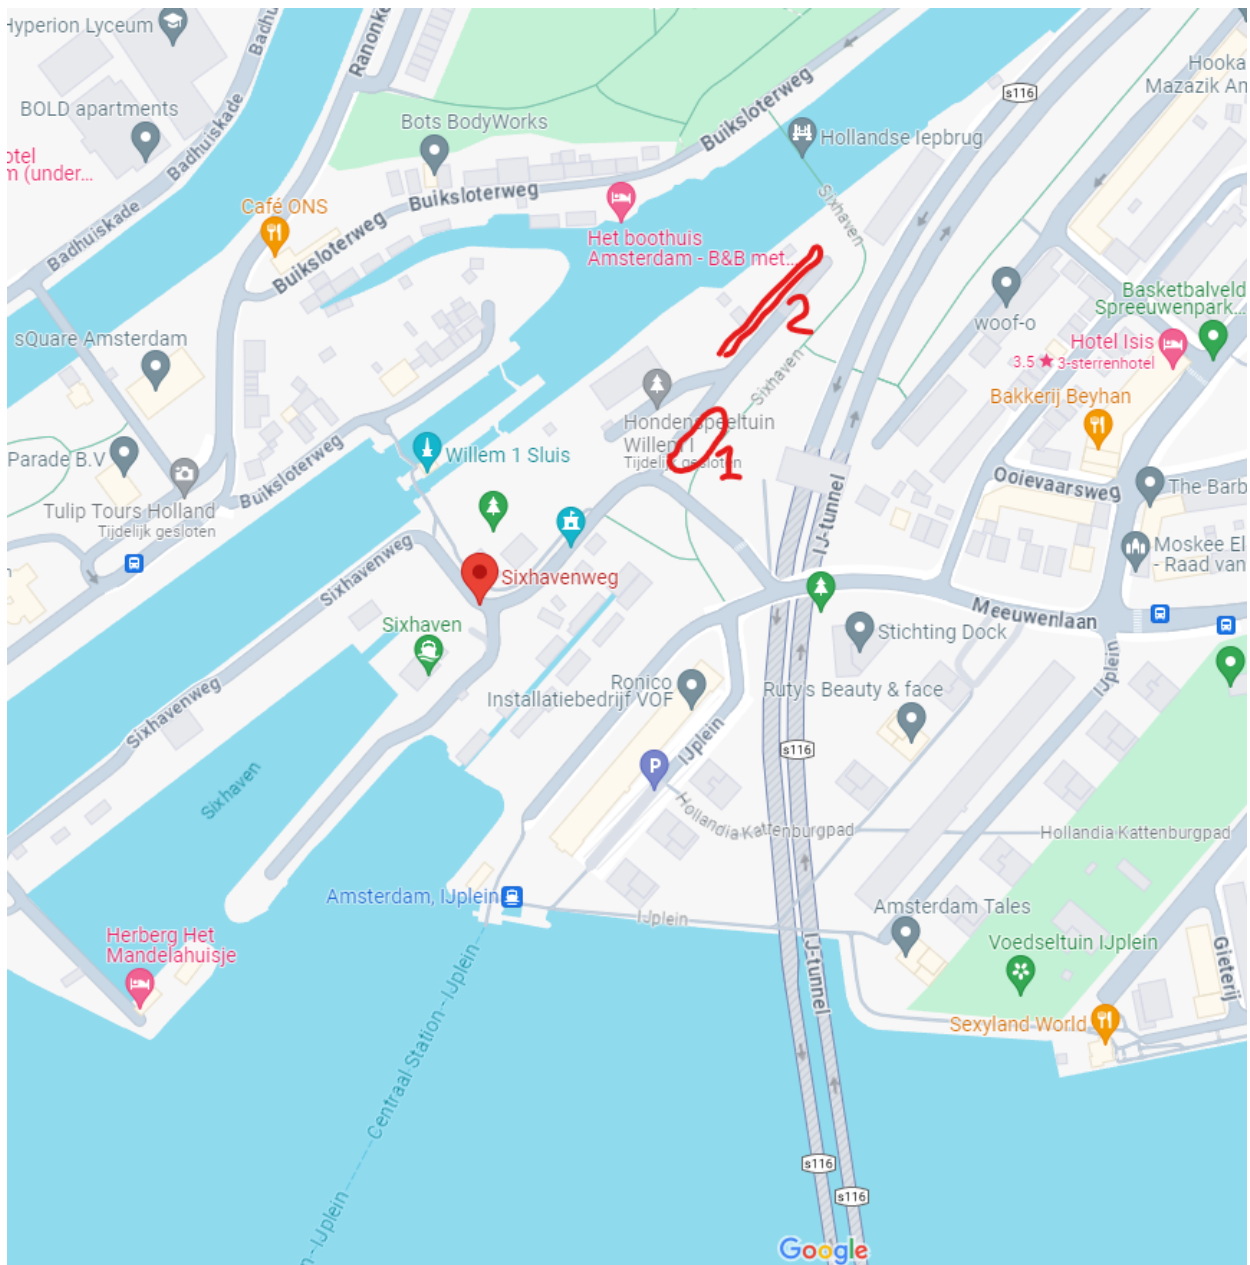 Hyperion Lyceum
BOLD apartments
otel
m (under...
Badhuiskade
Badhuiskade
Badhuiskade
Ranonke
Bots BodyWorks
Buiksloterweg
Buiksloterweg
Buiksloterweg
Buiksloterweg
Café ONS
Het boothuis
Amsterdam - B&B met...
Hollandse Iepbrug
Sixhaven
s116
Hooka
Mazazik Am
woof-o
Basketbalveld
Spreeuwenpark...
Hotel Isis
3.5 ★ 3-sterrenhotel
Bakkerij Beyhan
Ooievaarsweg
The Barb
Moskee El
- Raad van
sQuare Amsterdam
Parade B.V
Tulip Tours Holland
Tijdelijk gesloten
Willem 1 Sluis
Hondenspeeltuin
Willem I
Tijdelijk gesloten
2
1
Sixhaven
IJ-tunnel
Sixhavenweg
Sixhavenweg
Sixhaven
Sixhavenweg
Sixhaven
Meeuwenlaan
Stichting Dock
IJplein
Ronico
Installatiebedrijf VOF
Ruty's Beauty & face
IJplein
P
s116
Hollandia Kattenburgpad
Hollandia Kattenburgpad
Amsterdam, IJplein
IJplein
Amsterdam Tales
Voedseltuin IJplein
IJ-tunnel
Gieterij
Sexyland World
Herberg Het
Mandelahuisje
Centraal Station - IJplein
n - IJplein
s116
s116
Google